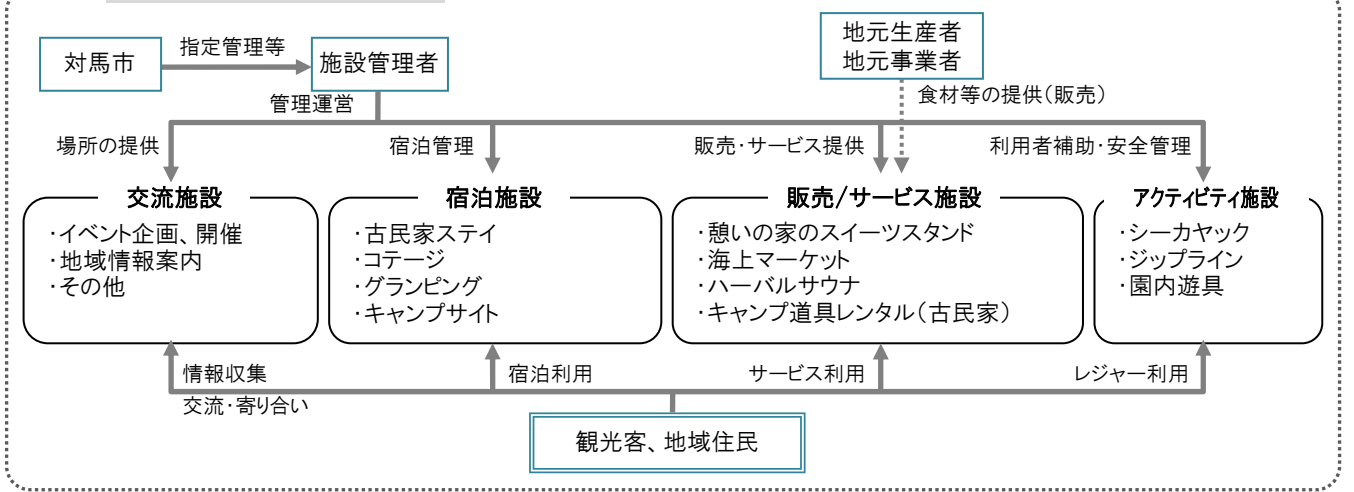 対馬市
指定管理等
施設管理者
地元生産者
地元事業者
管理運営
食材等の提供(販売)
場所の提供
宿泊管理
販売・サービス提供
利用者補助・安全管理
交流施設
・イベント企画、開催
・地域情報案内
・その他
宿泊施設
・古民家ステイ
・コテージ
・グランピング
・キャンプサイト
販売/サービス施設
・憩いの家のスイーツスタンド
・海上マーケット
・ハーバルサウナ
・キャンプ道具レンタル(古民家)
アクティビティ施設
・シーカヤック
・ジップライン
・園内遊具
情報収集
交流・寄り合い
宿泊利用
サービス利用
レジャー利用
観光客、地域住民